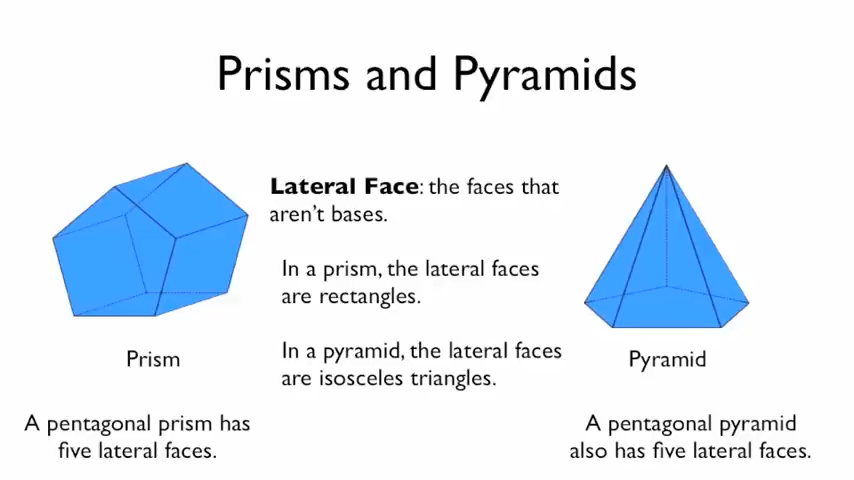 Prisms and Pyramids
Lateral Face: the faces that
aren't bases.
In a prism, the lateral faces
are rectangles.
In a pyramid, the lateral faces
are isosceles triangles.
Prism
Pyramid
A pentagonal prism has
five lateral faces.
A pentagonal pyramid
also has five lateral faces.